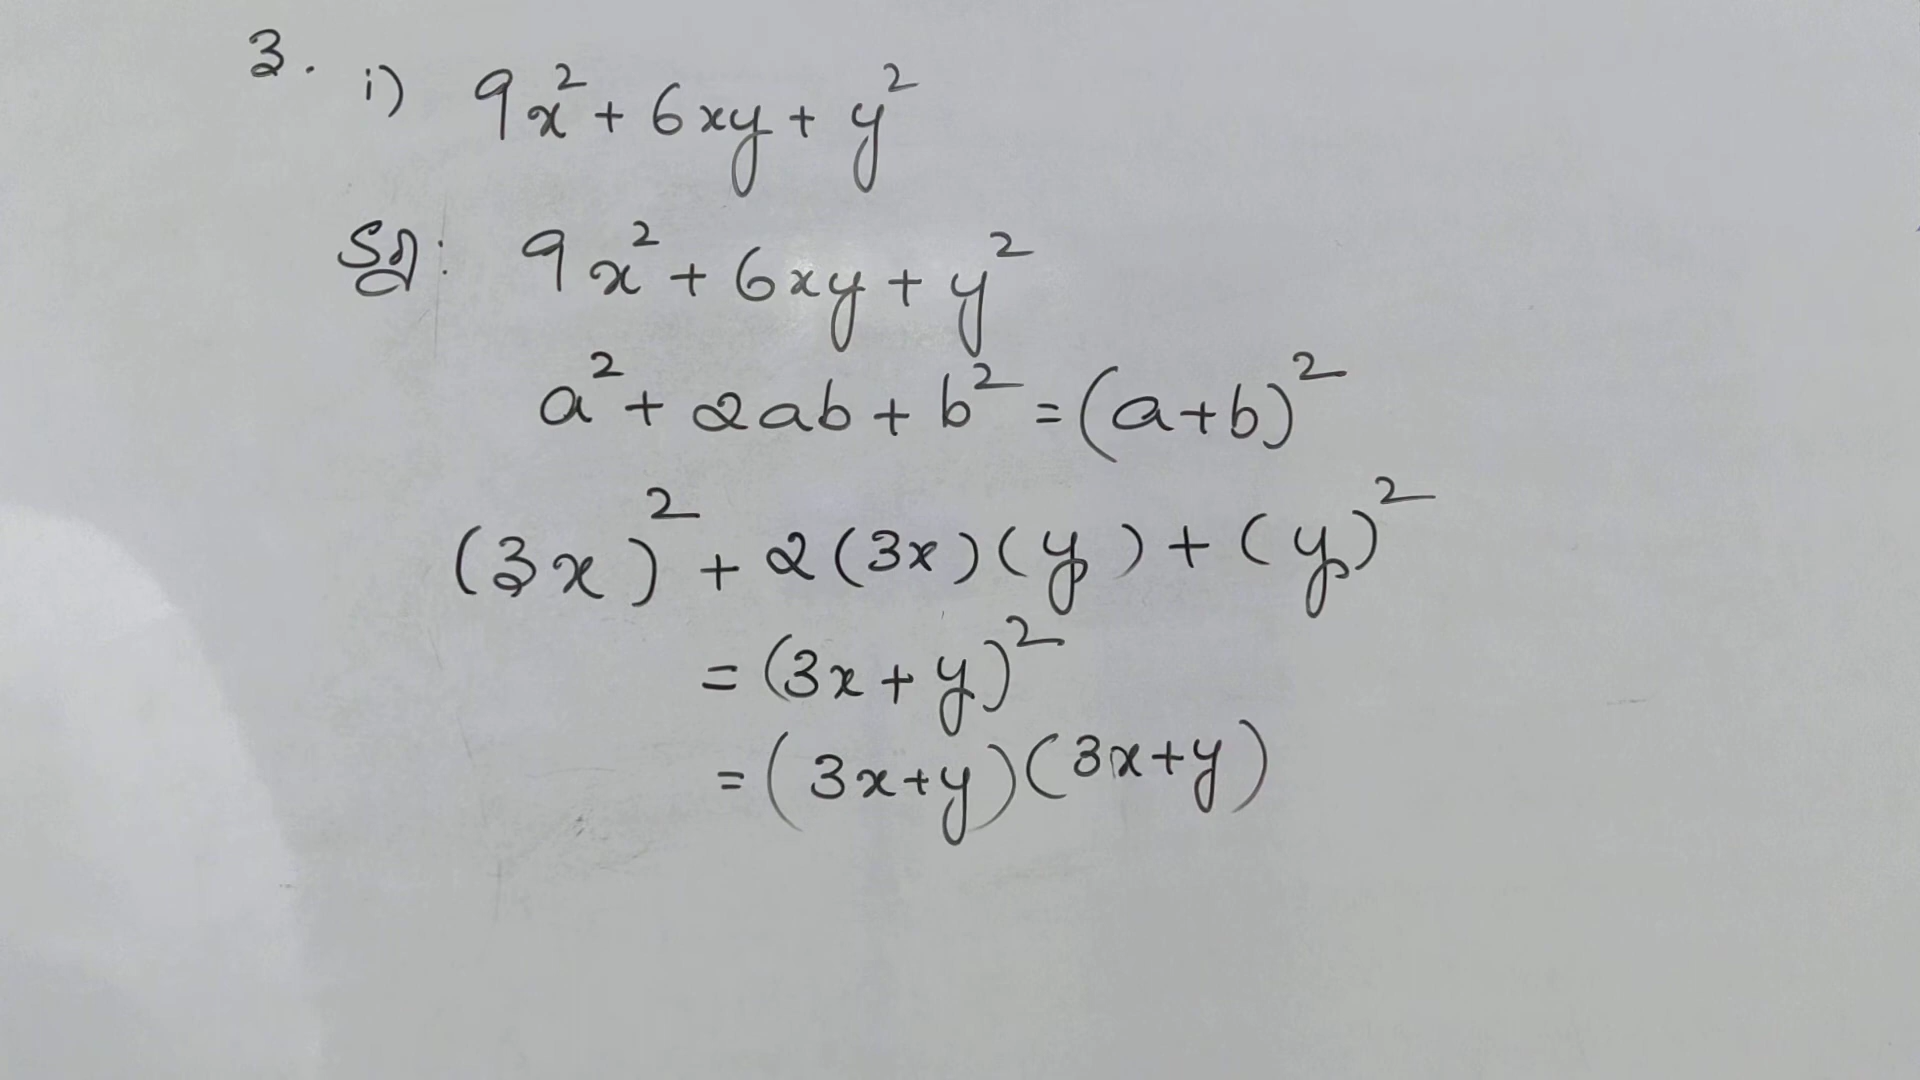 3. i) 9x² + 6xy + y²
9x² + 6xy + y²
a² + 2ab + b² = (a+b)²
(3x)² + 2(3x)(y) + (y)²
= (3x + y)²
= (3x+y)(3x+y)